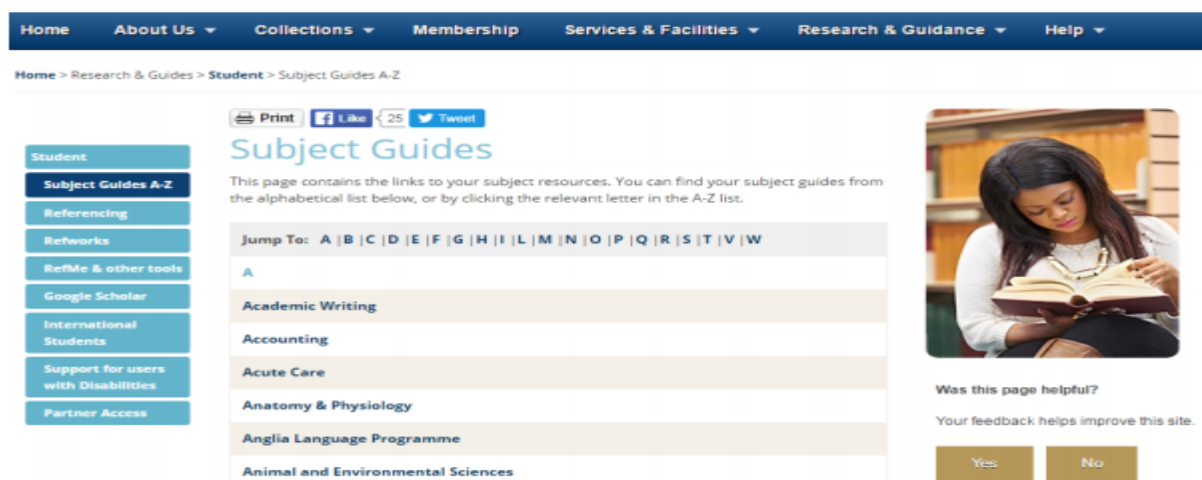 Home About Us Collections Membership Services & Facilities Research & Guidance Help
Home > Research & Guides > Student > Subject Guides A-Z
Print Like 25 Tweet
Student
Subject Guides A-Z
Referencing
Refworks
RefMe & other tools
Google Scholar
International
Students
Support for users
with Disabilities
Partner Access
Subject Guides
This page contains the links to your subject resources. You can find your subject guides from
the alphabetical list below, or by clicking the relevant letter in the A-Z list.
Jump To: A | B | C | D | E | F | G | H | I | L | M | N | O | P | Q | R | S | T | V | W
A
Academic Writing
Accounting
Acute Care
Anatomy & Physiology
Anglia Language Programme
Animal and Environmental Sciences
Was this page helpful?
Your feedback helps improve this site.
Yes No